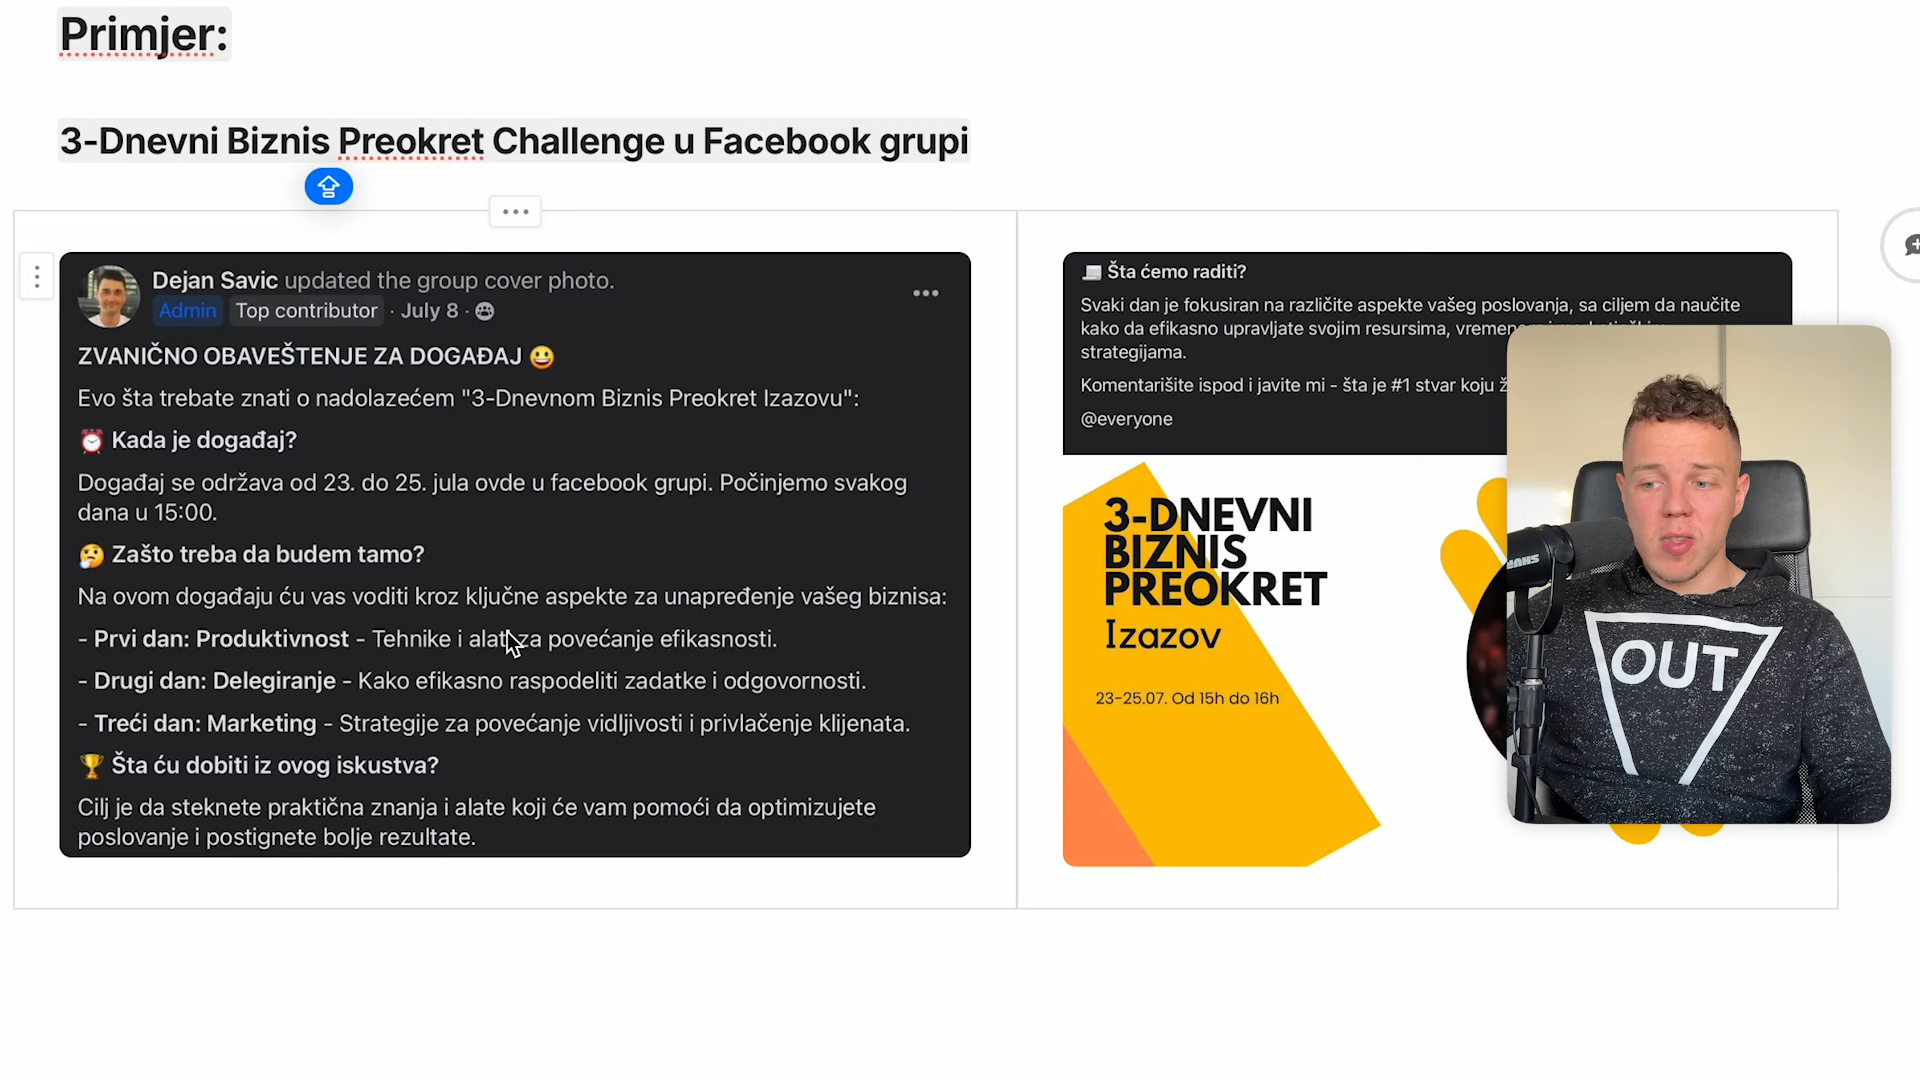 Primjer:
3-Dnevni Biznis Preokret Challenge u Facebook grupi
Dejan Savic updated the group cover photo.
Admin Top contributor · July 8 ·
ZVANIČNO OBAVEŠTENJE ZA DOGAĐAJ 😃
Evo šta trebate znati o nadolazećem "3-Dnevnom Biznis Preokret Izazovu":
⏰ Kada je događaj?
Događaj se održava od 23. do 25. jula ovde u facebook grupi. Počinjemo svakog
dana u 15:00.
🤔 Zašto treba da budem tamo?
Na ovom događaju ću vas voditi kroz ključne aspekte za unapređenje vašeg biznisa:
- Prvi dan: Produktivnost - Tehnike i alati za povećanje efikasnosti.
- Drugi dan: Delegiranje - Kako efikasno raspodeliti zadatke i odgovornosti.
- Treći dan: Marketing - Strategije za povećanje vidljivosti i privlačenje klijenata.
🏆 Šta ću dobiti iz ovog iskustva?
Cilj je da steknete praktična znanja i alate koji će vam pomoći da optimizujete
poslovanje i postignete bolje rezultate.
Šta ćemo raditi?
Svaki dan je fokusiran na različite aspekte vašeg poslovanja, sa ciljem da naučite
kako da efikasno upravljate svojim resursima,
strategijama.
Komentarišite ispod i javite mi - šta je #1 stvar koju
@everyone
3-DNEVNI
BIZNIS
PREOKRET
Izazov
23-25.07. Od 15h do 16h
SHURE
OUT